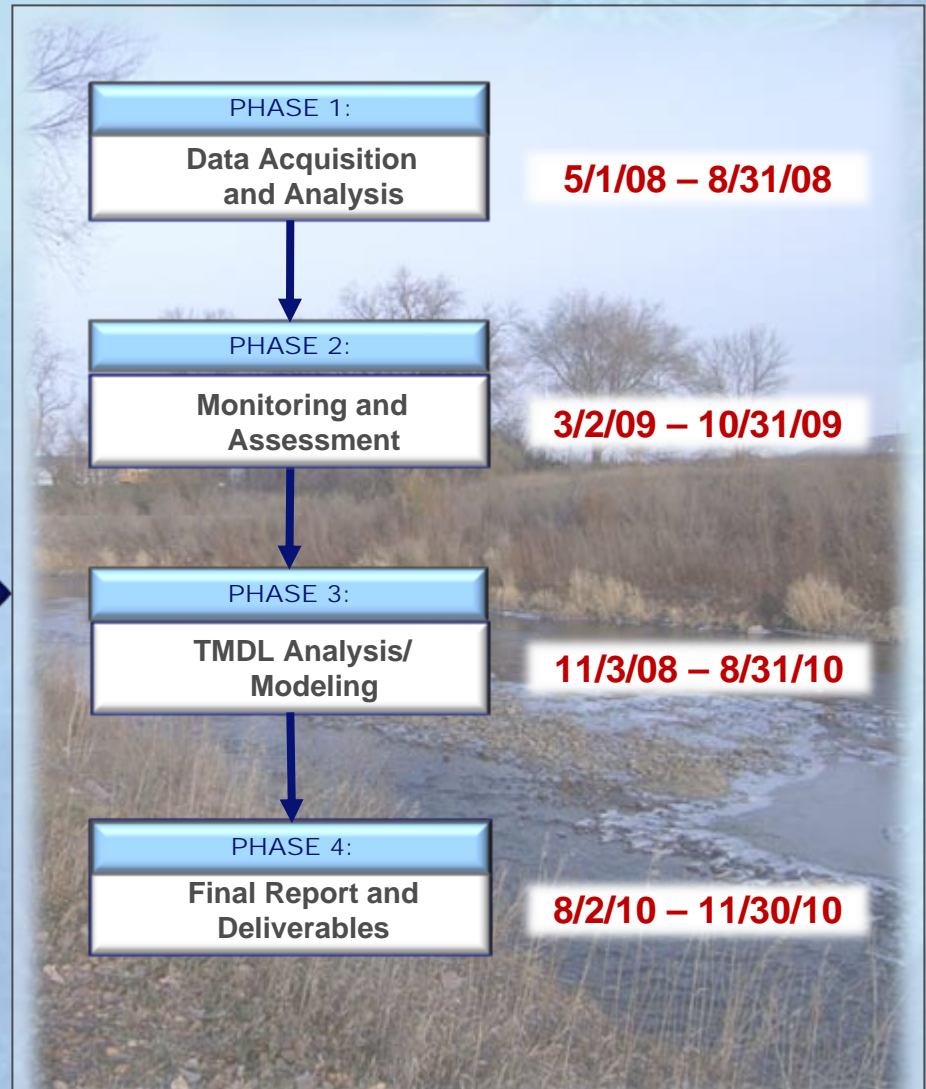 PHASE 1:
Data Acquisition
and Analysis
5/1/08 – 8/31/08
PHASE 2:
Monitoring and
Assessment
3/2/09 – 10/31/09
PHASE 3:
TMDL Analysis/
Modeling
11/3/08 – 8/31/10
PHASE 4:
Final Report and
Deliverables
8/2/10 – 11/30/10